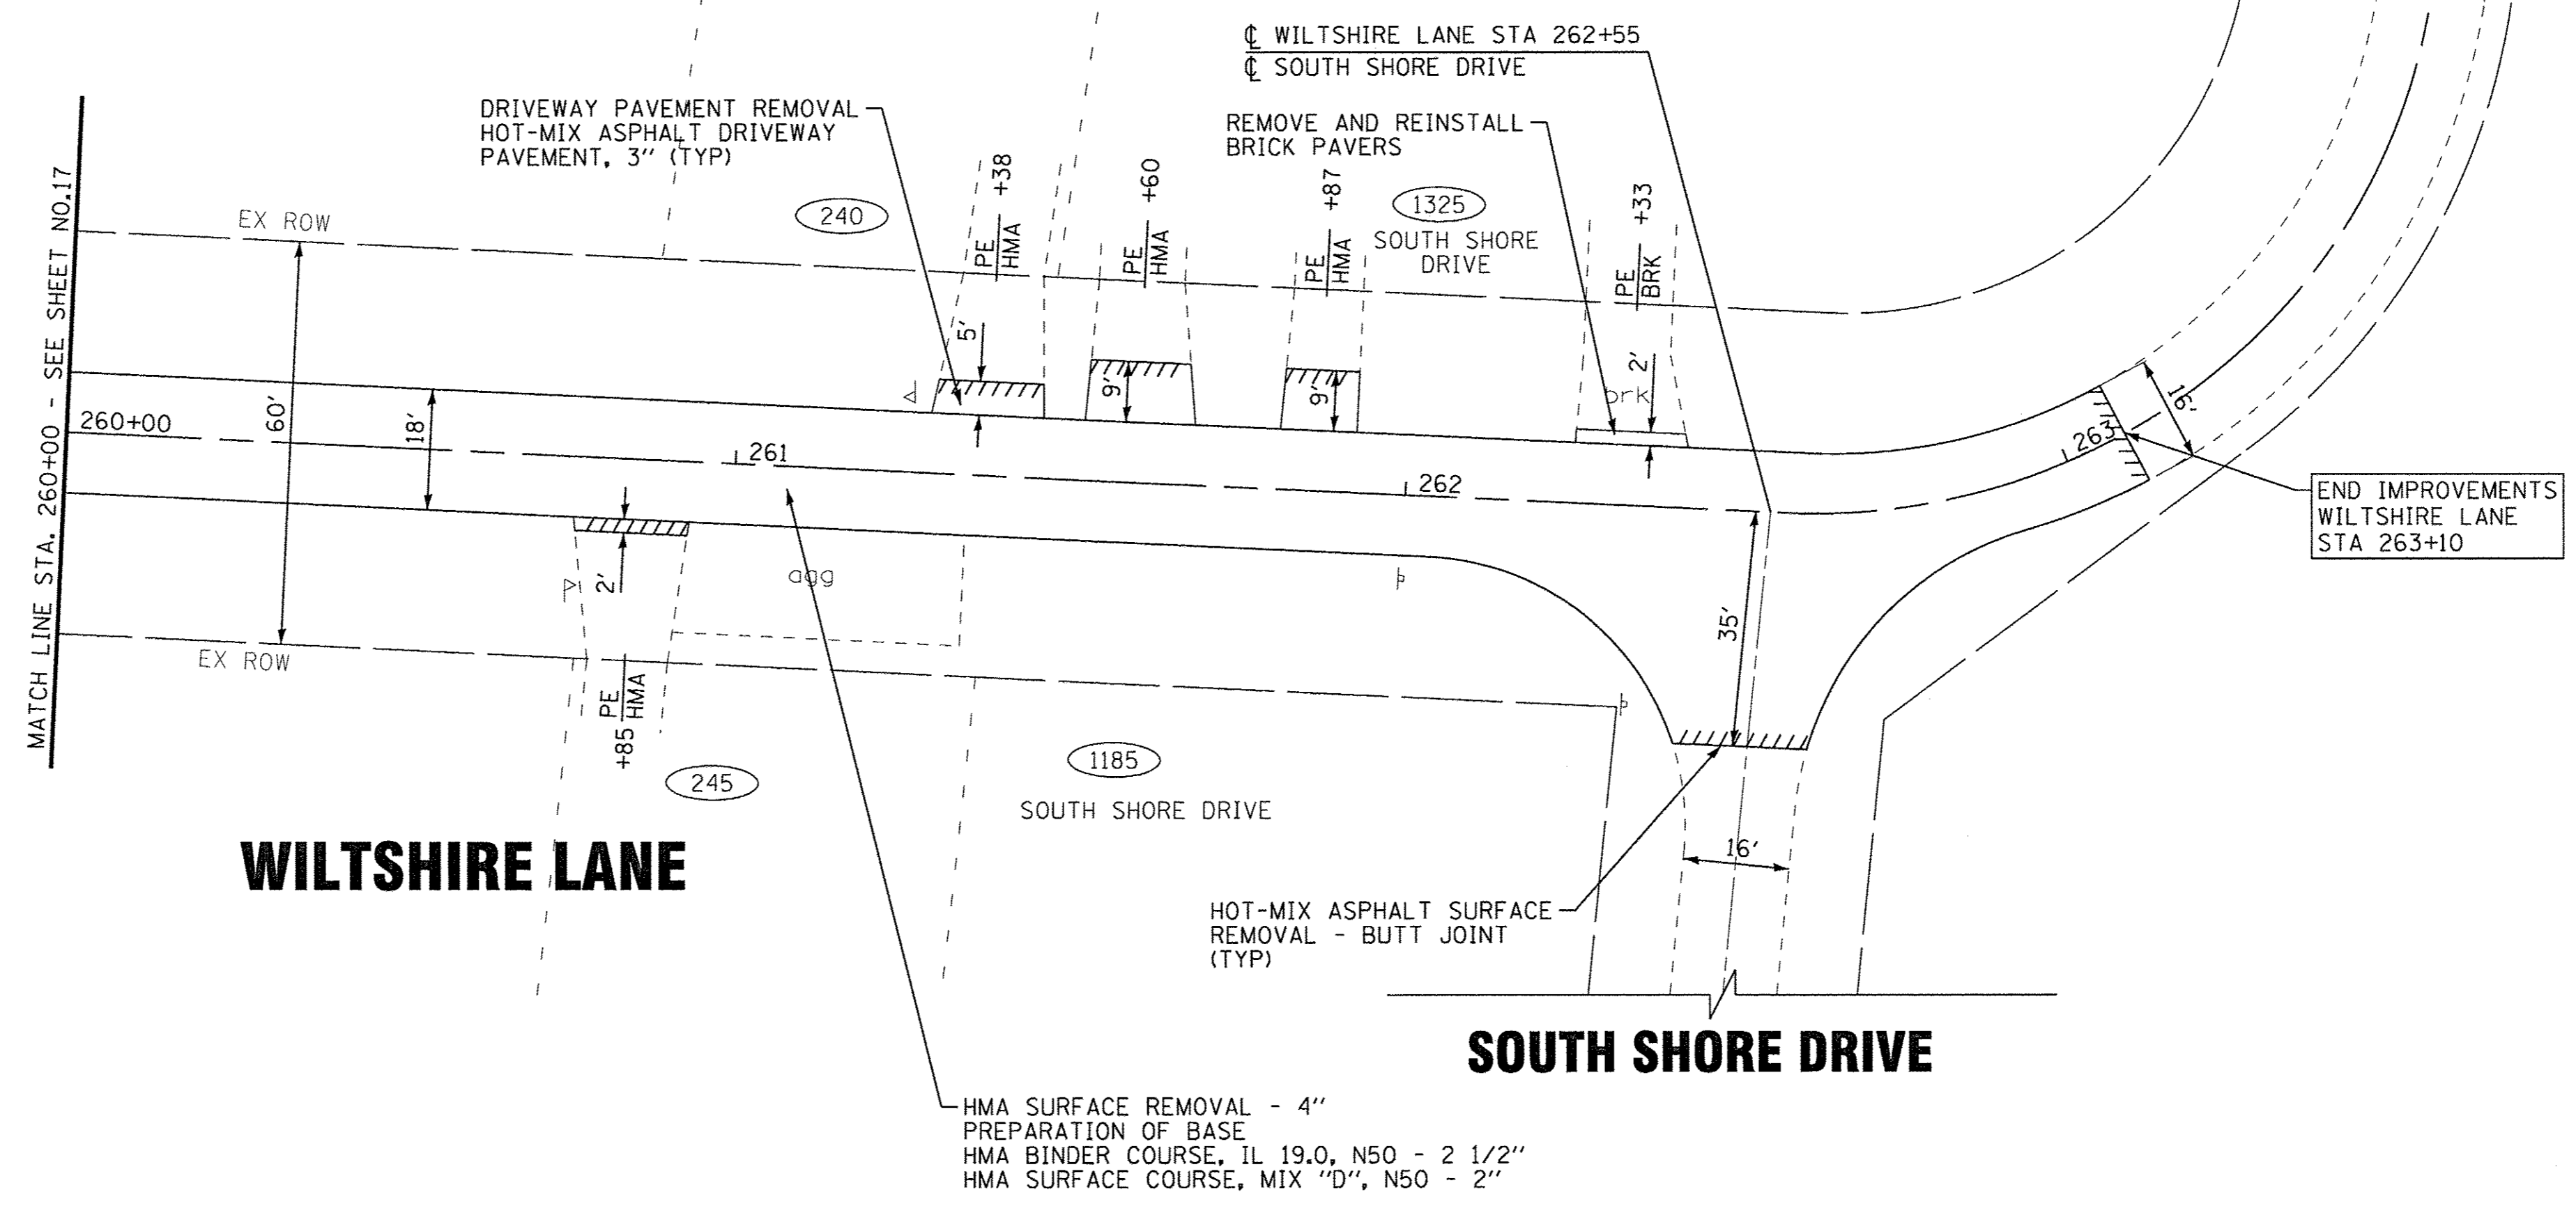 ℄ WILTSHIRE LANE STA 262+55
℄ SOUTH SHORE DRIVE
DRIVEWAY PAVEMENT REMOVAL
HOT-MIX ASPHALT DRIVEWAY
PAVEMENT, 3" (TYP)
REMOVE AND REINSTALL
BRICK PAVERS
MATCH LINE STA. 260+00 - SEE SHEET NO.17
EX ROW
240
PE
HMA
+38
PE
HMA
+60
PE
HMA
+87
1325
SOUTH SHORE
DRIVE
PE
BRK
+33
5'
9'
9'
2'
brk
16'
260+00
60'
18'
261
262
263
END IMPROVEMENTS
WILTSHIRE LANE
STA 263+10
2'
agg
35'
EX ROW
+85
PE
HMA
245
1185
SOUTH SHORE DRIVE
WILTSHIRE LANE
16'
HOT-MIX ASPHALT SURFACE
REMOVAL - BUTT JOINT
(TYP)
SOUTH SHORE DRIVE
HMA SURFACE REMOVAL - 4"
PREPARATION OF BASE
HMA BINDER COURSE, IL 19.0, N50 - 2 1/2"
HMA SURFACE COURSE, MIX "D", N50 - 2"